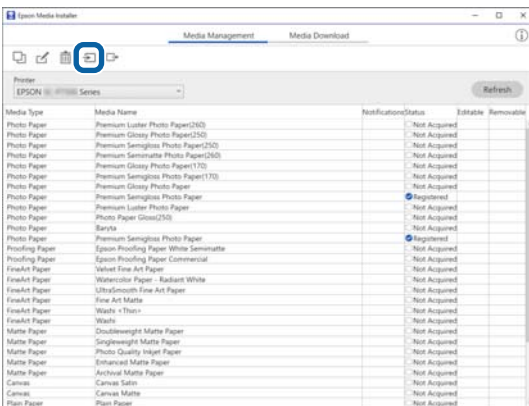 Epson Media Installer
Media Management Media Download
Printer
EPSON Series
Refresh
Media Type Media Name Notifications Status Editable Removable
Photo Paper Premium Luster Photo Paper(260) Not Acquired
Photo Paper Premium Glossy Photo Paper(250) Not Acquired
Photo Paper Premium Semigloss Photo Paper(250) Not Acquired
Photo Paper Premium Semimatte Photo Paper(260) Not Acquired
Photo Paper Premium Glossy Photo Paper(170) Not Acquired
Photo Paper Premium Semigloss Photo Paper(170) Not Acquired
Photo Paper Premium Glossy Photo Paper Not Acquired
Photo Paper Premium Semigloss Photo Paper Registered
Photo Paper Premium Luster Photo Paper Not Acquired
Photo Paper Photo Paper Gloss(250) Not Acquired
Photo Paper Baryta Not Acquired
Photo Paper Premium Semigloss Photo Paper Registered
Proofing Paper Epson Proofing Paper White Semimatte Not Acquired
Proofing Paper Epson Proofing Paper Commercial Not Acquired
FineArt Paper Velvet Fine Art Paper Not Acquired
FineArt Paper Watercolor Paper - Radiant White Not Acquired
FineArt Paper UltraSmooth Fine Art Paper Not Acquired
FineArt Paper Fine Art Matte Not Acquired
FineArt Paper Washi <Thin> Not Acquired
FineArt Paper Washi Not Acquired
Matte Paper Doubleweight Matte Paper Not Acquired
Matte Paper Singleweight Matte Paper Not Acquired
Matte Paper Photo Quality Inkjet Paper Not Acquired
Matte Paper Enhanced Matte Paper Not Acquired
Matte Paper Archival Matte Paper Not Acquired
Canvas Canvas Satin Not Acquired
Canvas Canvas Matte Not Acquired
Plain Paper Plain Paper Not Acquired